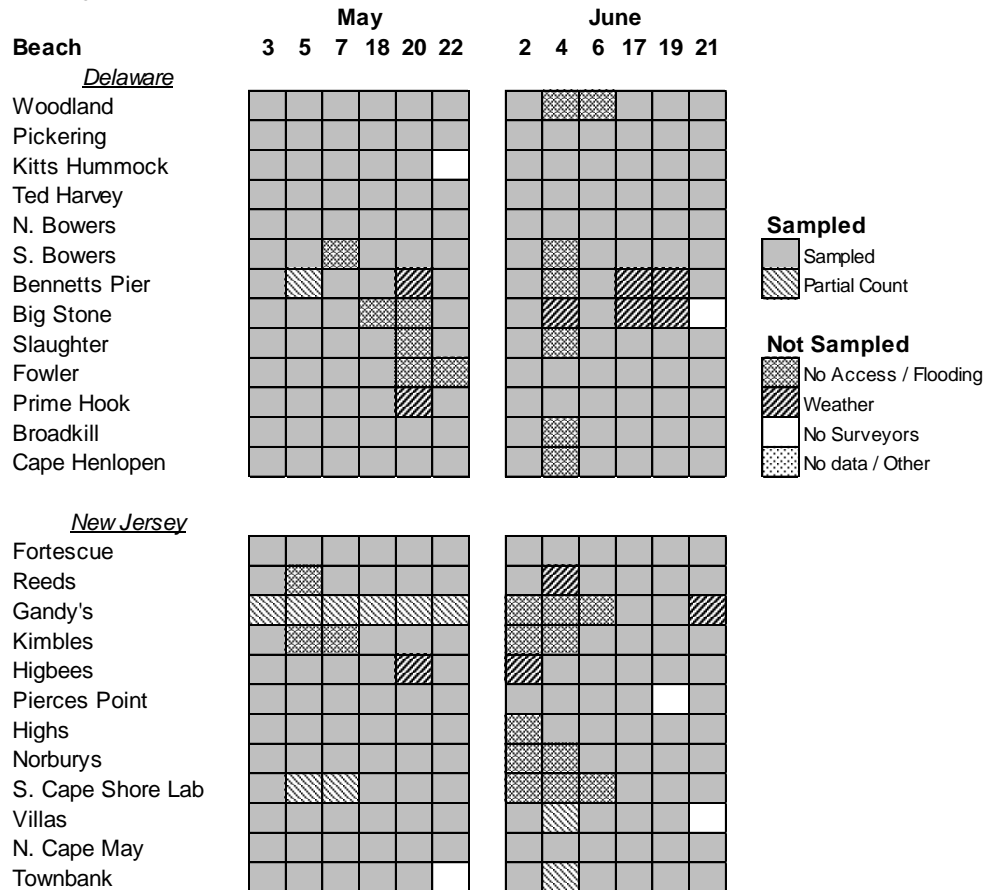 May June
Beach 3 5 7 18 20 22 2 4 6 17 19 21
Delaware
Woodland
Pickering
Kitts Hummock
Ted Harvey
N. Bowers
Sampled
S. Bowers
Sampled
Bennetts Pier
Partial Count
Big Stone
Slaughter
Not Sampled
Fowler
No Access / Flooding
Prime Hook
Weather
Broadkill
No Surveyors
Cape Henlopen
No data / Other
New Jersey
Fortescue
Reeds
Gandy's
Kimbles
Higbees
Pierces Point
Highs
Norburys
S. Cape Shore Lab
Villas
N. Cape May
Townbank